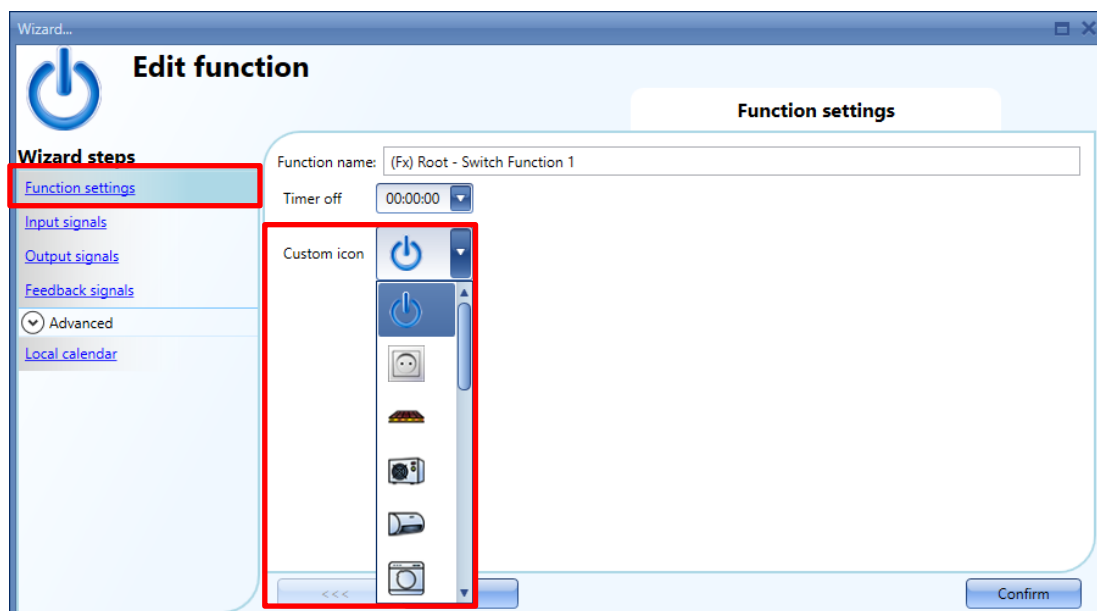 Wizard...
Edit function
Function settings
Wizard steps
Function settings
Input signals
Output signals
Feedback signals
Advanced
Local calendar
Function name: (Fx) Root - Switch Function 1
Timer off 00:00:00
Custom icon
<<<
Confirm